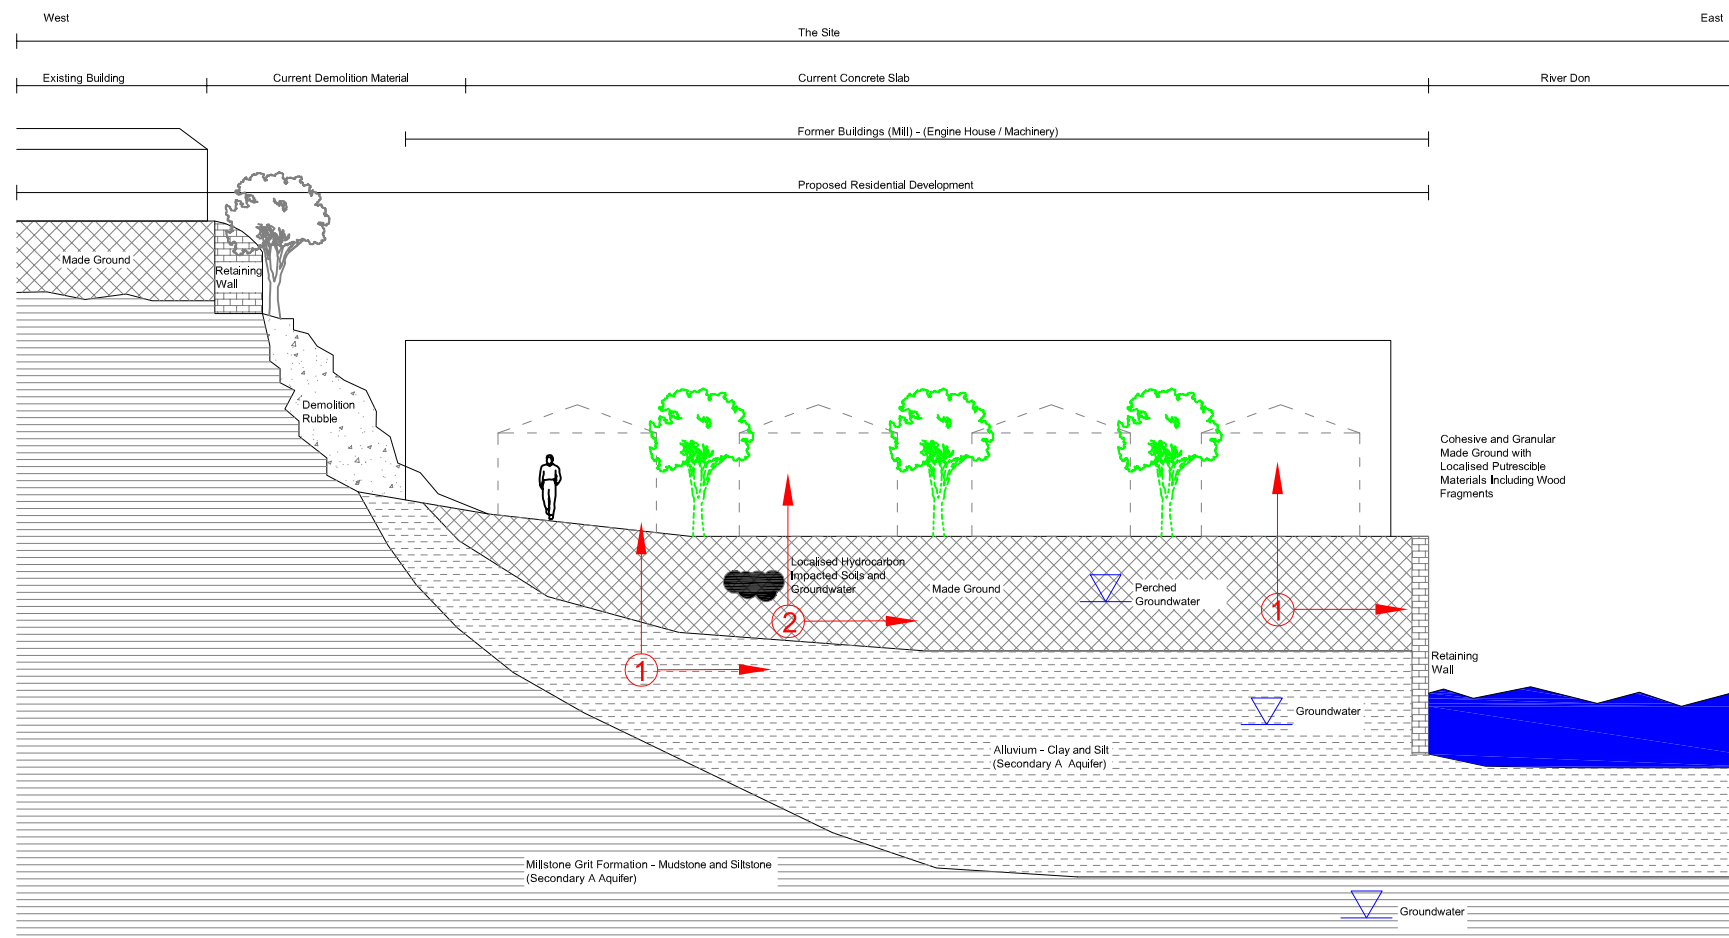 West
East
The Site
Existing Building
Current Demolition Material
Current Concrete Slab
River Don
Former Buildings (Mill) - (Engine House / Machinery)
Proposed Residential Development
Made Ground
Retaining
Wall
Demolition
Rubble
Cohesive and Granular
Made Ground with
Localised Putrescible
Materials Including Wood
Fragments
Localised Hydrocarbon
Impacted Soils and
Groundwater
Made Ground
Perched
Groundwater
1
2
1
Retaining
Wall
Groundwater
Alluvium - Clay and Silt
(Secondary A Aquifer)
Millstone Grit Formation - Mudstone and Siltstone
(Secondary A Aquifer)
Groundwater